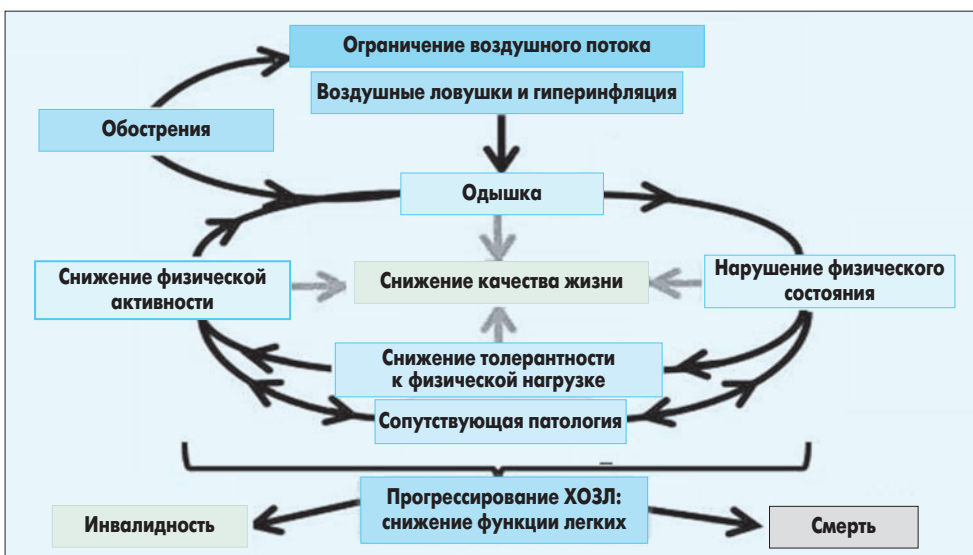 Ограничение воздушного потока
Воздушные ловушки и гиперинфляция
Обострения
Одышка
Снижение физической
активности
Снижение качества жизни
Нарушение физического
состояния
Снижение толерантности
к физической нагрузке
Сопутствующая патология
Прогрессирование ХОЗЛ:
снижение функции легких
Инвалидность
Смерть